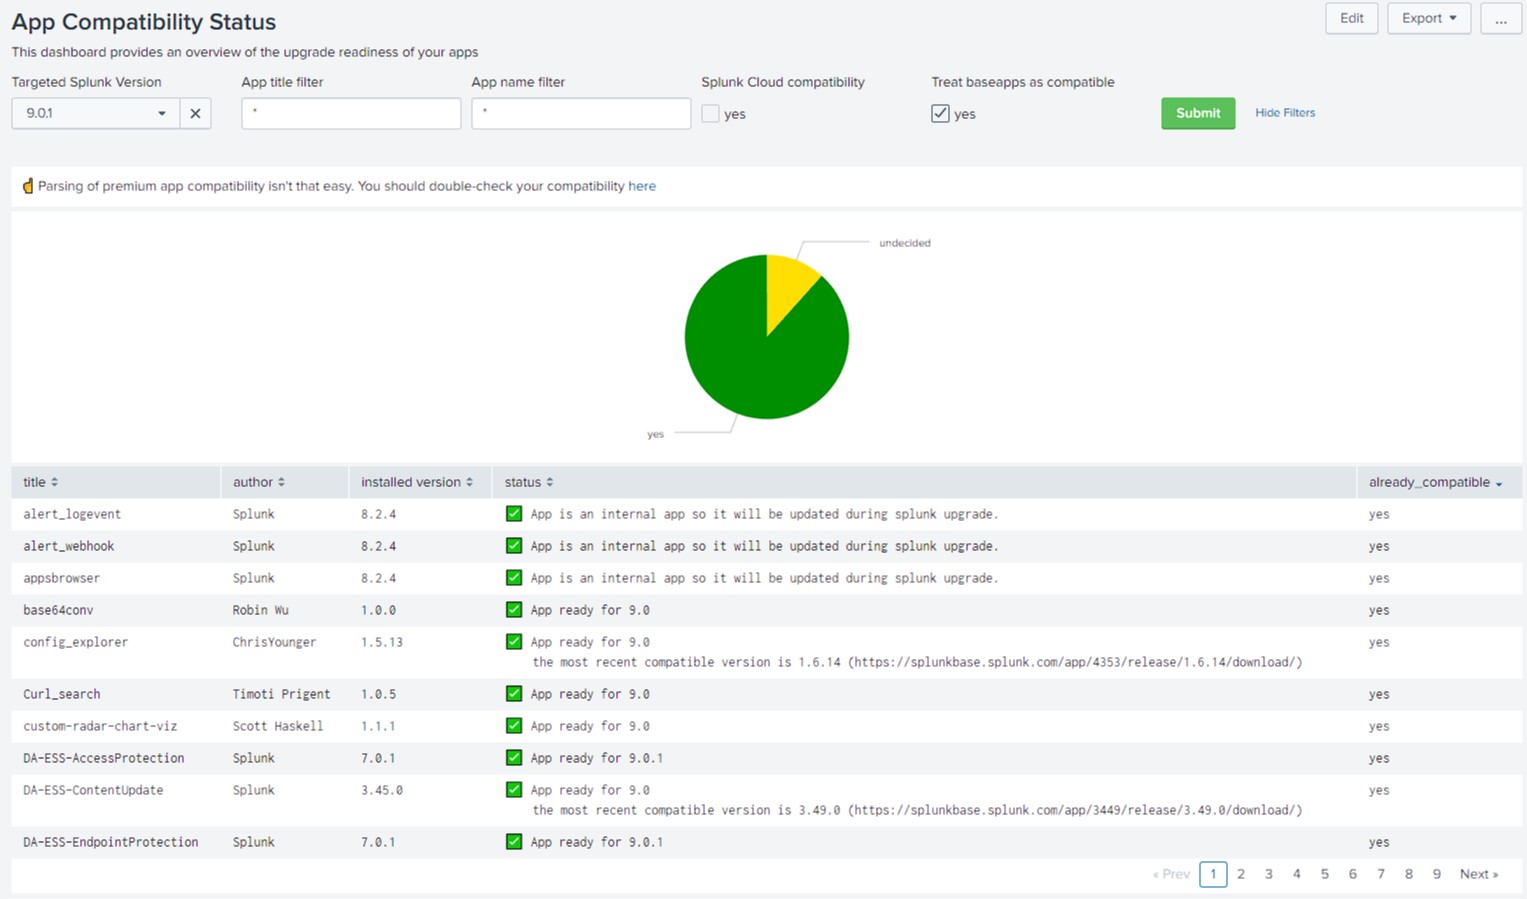 App Compatibility Status
Edit Export ...
This dashboard provides an overview of the upgrade readiness of your apps
Targeted Splunk Version App title filter App name filter Splunk Cloud compatibility Treat baseapps as compatible
9.0.1 * * yes yes Submit Hide Filters
Parsing of premium app compatibility isn't that easy. You should double-check your compatibility here
undecided
yes
title author installed version status already_compatible
alert_logevent Splunk 8.2.4 App is an internal app so it will be updated during splunk upgrade. yes
alert_webhook Splunk 8.2.4 App is an internal app so it will be updated during splunk upgrade. yes
appsbrowser Splunk 8.2.4 App is an internal app so it will be updated during splunk upgrade. yes
base64conv Robin Wu 1.0.0 App ready for 9.0 yes
config_explorer ChrisYounger 1.5.13 App ready for 9.0 yes
the most recent compatible version is 1.6.14 (https://splunkbase.splunk.com/app/4353/release/1.6.14/download/)
Curl_search Timoti Prigent 1.0.5 App ready for 9.0 yes
custom-radar-chart-viz Scott Haskell 1.1.1 App ready for 9.0 yes
DA-ESS-AccessProtection Splunk 7.0.1 App ready for 9.0.1 yes
DA-ESS-ContentUpdate Splunk 3.45.0 App ready for 9.0 yes
the most recent compatible version is 3.49.0 (https://splunkbase.splunk.com/app/3449/release/3.49.0/download/)
DA-ESS-EndpointProtection Splunk 7.0.1 App ready for 9.0.1 yes
« Prev 1 2 3 4 5 6 7 8 9 Next »